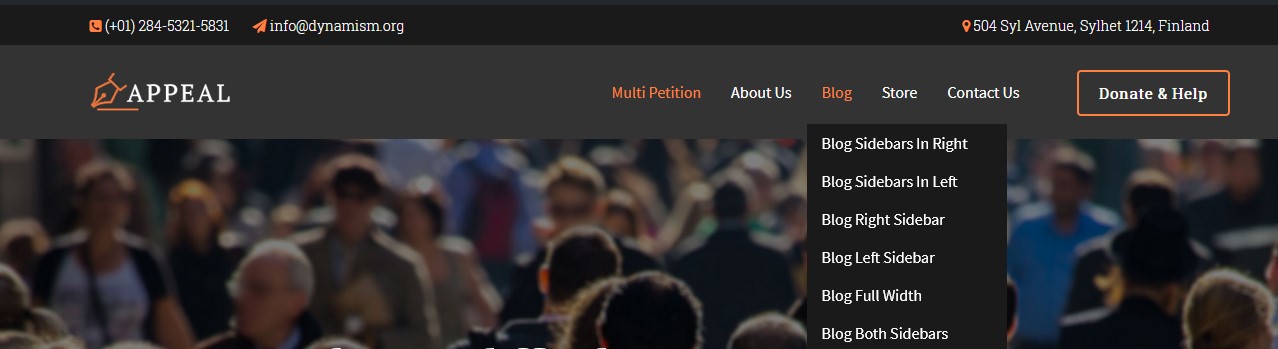 (+01) 284-5321-5831 info@dynamism.org 504 Syl Avenue, Sylhet 1214, Finland
APPEAL Multi Petition About Us Blog Store Contact Us Donate & Help
Blog Sidebars In Right
Blog Sidebars In Left
Blog Right Sidebar
Blog Left Sidebar
Blog Full Width
Blog Both Sidebars